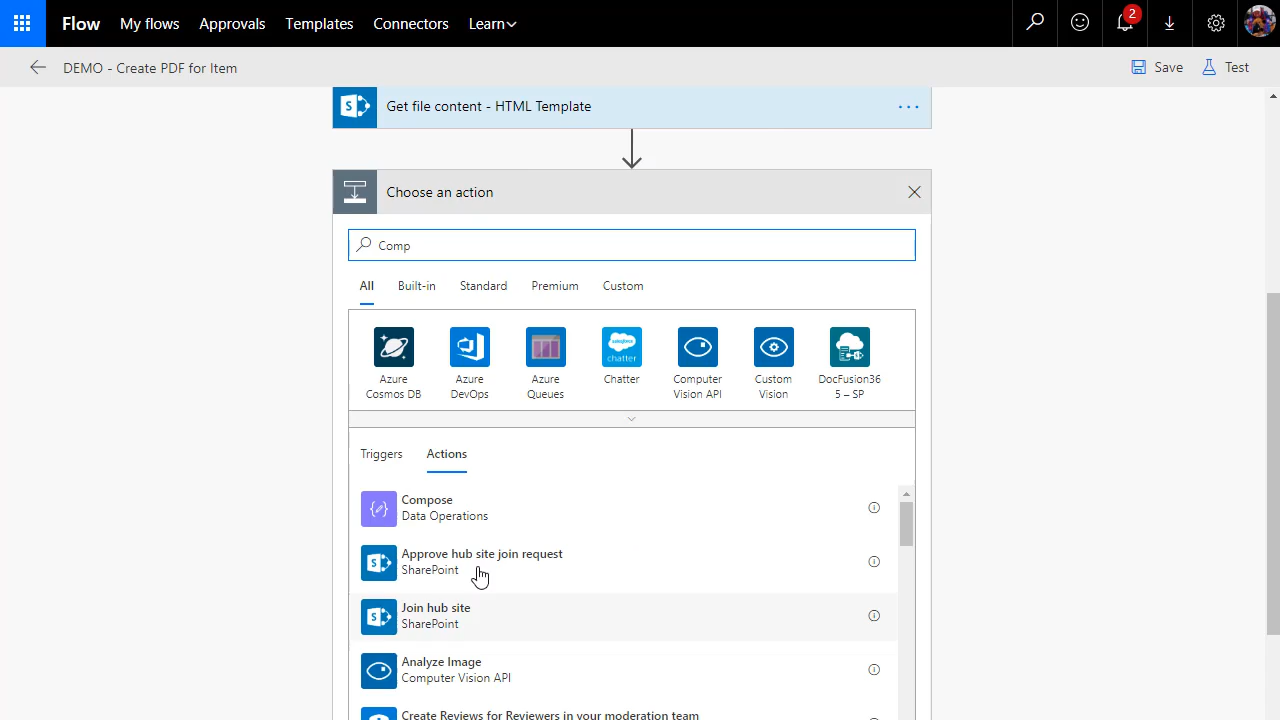 Flow
My flows
Approvals
Templates
Connectors
Learn
2
DEMO - Create PDF for Item
Save
Test
Get file content - HTML Template
Choose an action
Comp
All
Built-in
Standard
Premium
Custom
Azure
Cosmos DB
Azure
DevOps
Azure
Queues
salesforce
chatter
Chatter
Computer
Vision API
Custom
Vision
DocFusion36
5 – SP
Triggers
Actions
Compose
Data Operations
Approve hub site join request
SharePoint
Join hub site
SharePoint
Analyze Image
Computer Vision API
Create Reviews for Reviewers in your moderation team